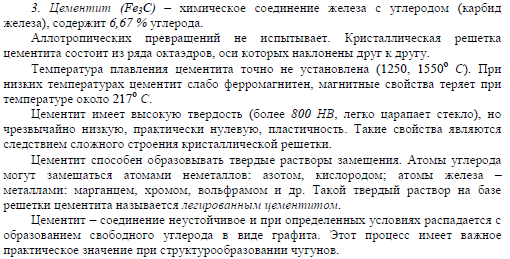 3. Цементит (Fe₃C) – химическое соединение железа с углеродом (карбид
железа), содержит 6,67 % углерода.
Аллотропических превращений не испытывает. Кристаллическая решетка
цементита состоит из ряда октаэдров, оси которых наклонены друг к другу.
Температура плавления цементита точно не установлена (1250, 1550⁰ С). При
низких температурах цементит слабо ферромагнитен, магнитные свойства теряет при
температуре около 217⁰ С.
Цементит имеет высокую твердость (более 800 НВ, легко царапает стекло), но
чрезвычайно низкую, практически нулевую, пластичность. Такие свойства являются
следствием сложного строения кристаллической решетки.
Цементит способен образовывать твердые растворы замещения. Атомы углерода
могут замещаться атомами неметаллов: азотом, кислородом; атомы железа –
металлами: марганцем, хромом, вольфрамом и др. Такой твердый раствор на базе
решетки цементита называется легированным цементитом.
Цементит – соединение неустойчивое и при определенных условиях распадается с
образованием свободного углерода в виде графита. Этот процесс имеет важное
практическое значение при структурообразовании чугунов.